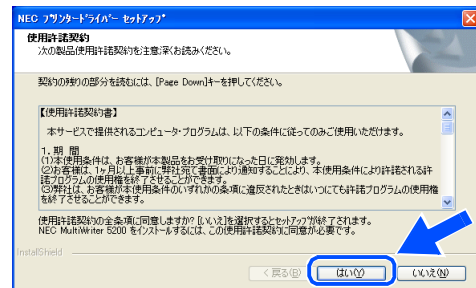 NEC プリンタードライバー セットアップ
使用許諾契約
次の製品使用許諾契約を注意深くお読みください。
契約の残りの部分を読むには、[Page Down]キーを押してください。
【使用許諾契約書】
本サービスで提供されるコンピュータ・プログラムは、以下の条件に従ってのみご使用いただけます。
1. 期 間
(1)本使用条件は、お客様が本製品をお受け取りになった日に発効します。
(2)お客様は、1ヶ月以上事前に弊社宛て書面により通知することにより、本使用条件により許諾される許
諾プログラムの使用権を終了させることができます。
(3)弊社は、お客様が本使用条件のいずれかの条項に違反されたときはいつにても許諾プログラムの使用権
を終了させることができます。
使用許諾契約の全条項に同意しますか? [いいえ]を選択するとセットアップが終了されます。
NEC MultiWriter 5200 をインストールするには、この使用許諾契約に同意が必要です。
InstallShield
< 戻る(B) はい(Y) いいえ(N)